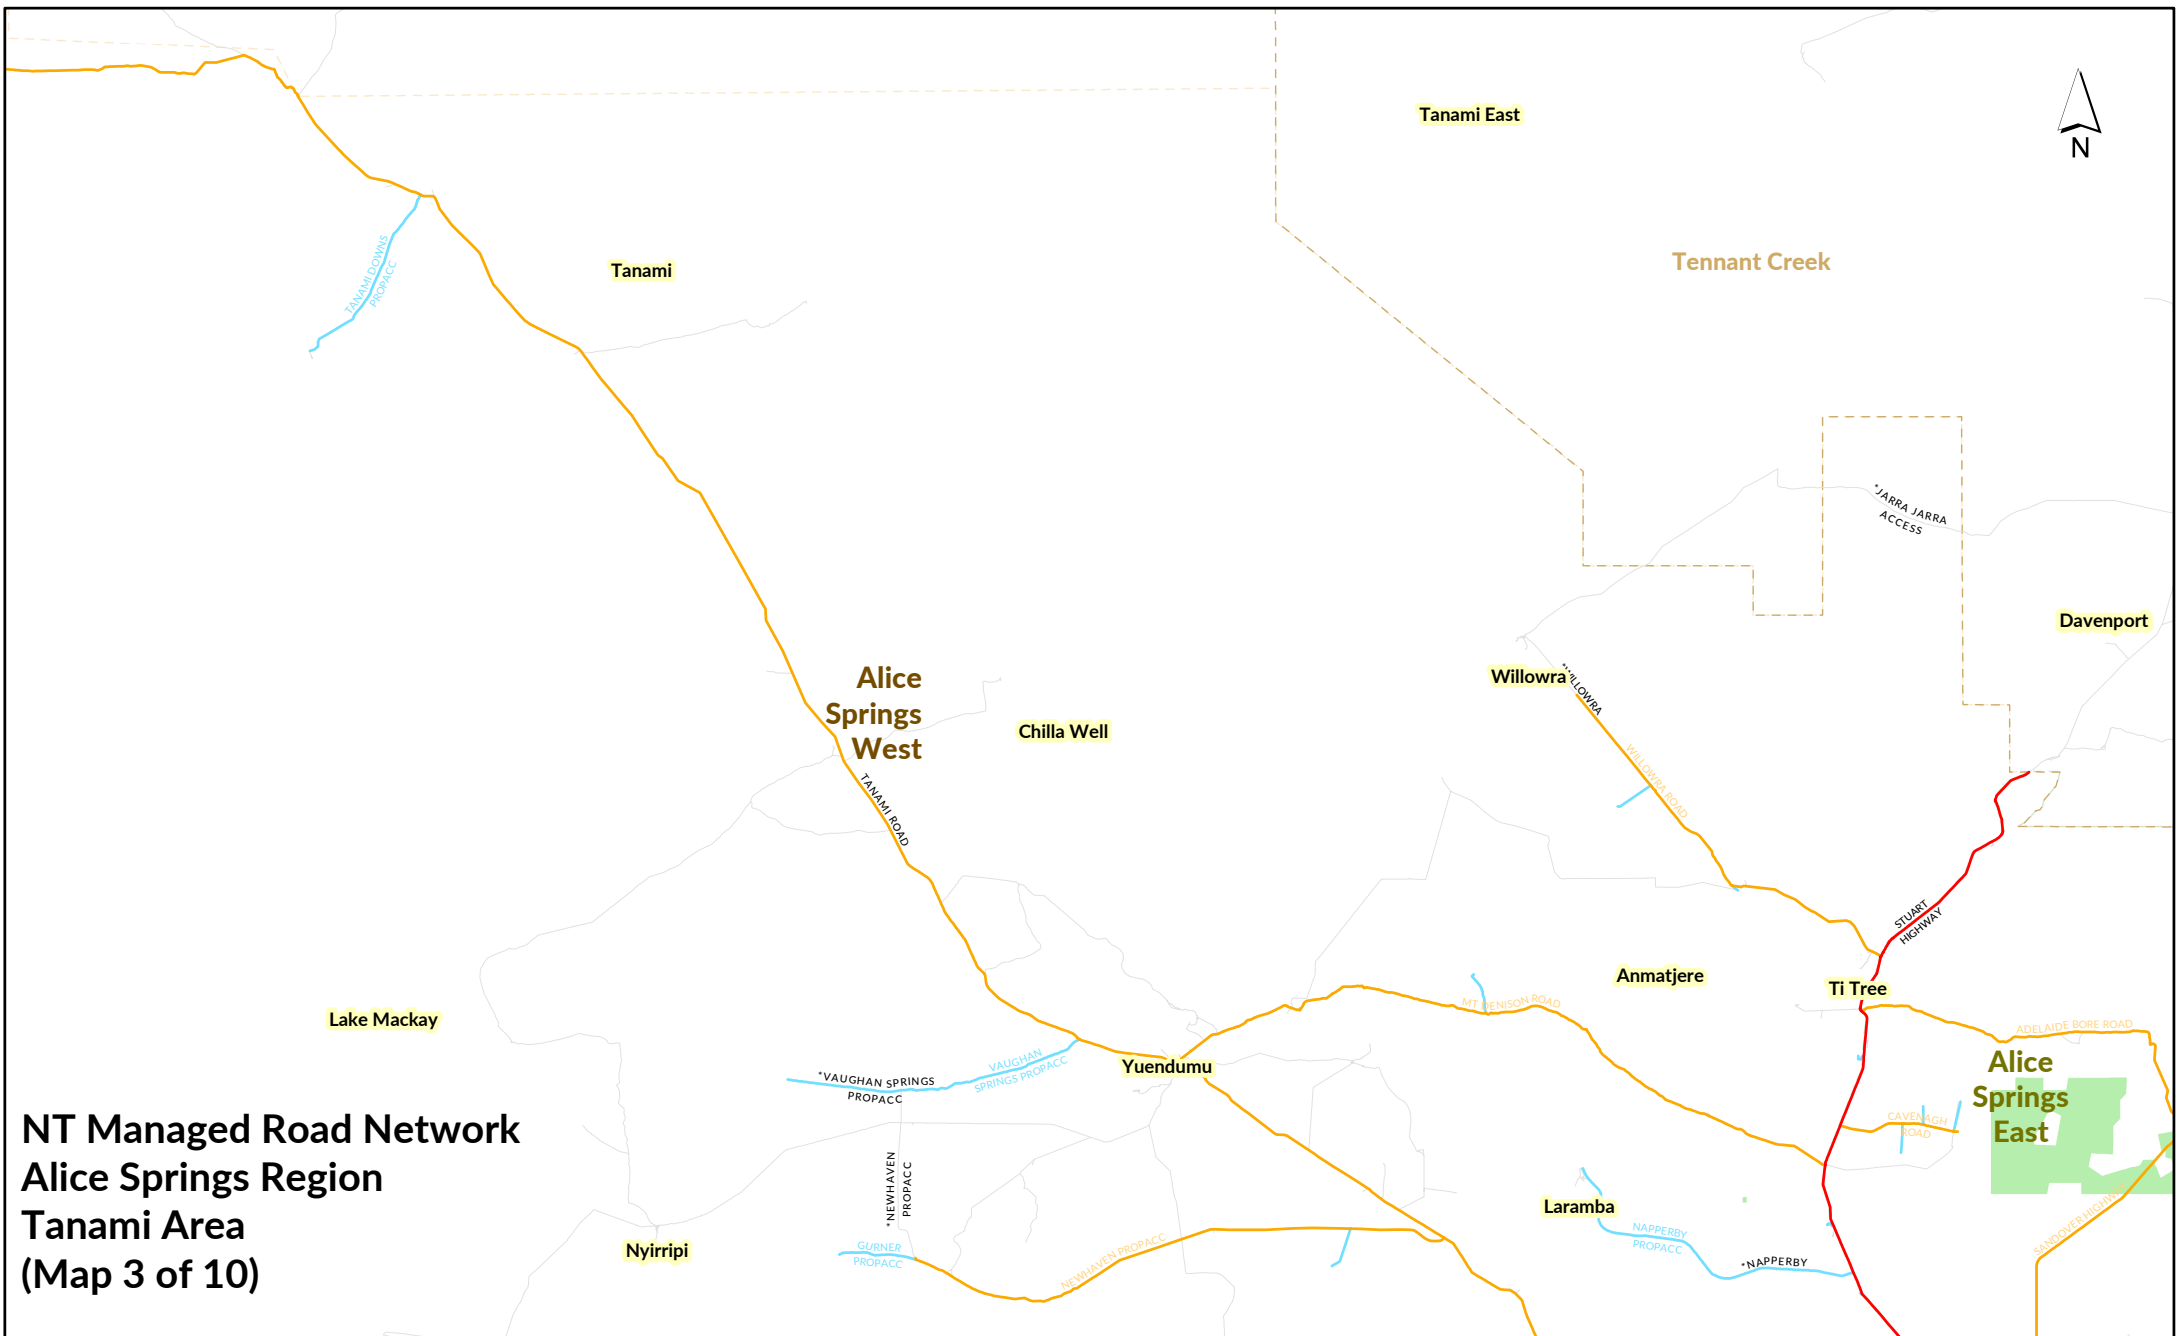 Tanami East
N
Tennant Creek
Tanami
TANAMI DOWNS
PROPACC
*JARRA JARRA
ACCESS
Davenport
Willowra
*WILLOWRA
WILLOWRA ROAD
Alice
Springs
West
Chilla Well
TANAMI ROAD
STUART
HIGHWAY
Anmatjere
Ti Tree
MT DENISON ROAD
ADELAIDE BORE ROAD
Lake Mackay
Yuendumu
VAUGHAN
SPRINGS PROPACC
*VAUGHAN SPRINGS
PROPACC
Alice
Springs
East
CAVENAGH
ROAD
*NEWHAVEN
PROPACC
Laramba
NAPPERBY
PROPACC
*NAPPERBY
SANDOVER HIGHWAY
Nyirripi
GURNER
PROPACC
NEWHAVEN PROPACC
NT Managed Road Network
Alice Springs Region
Tanami Area
(Map 3 of 10)